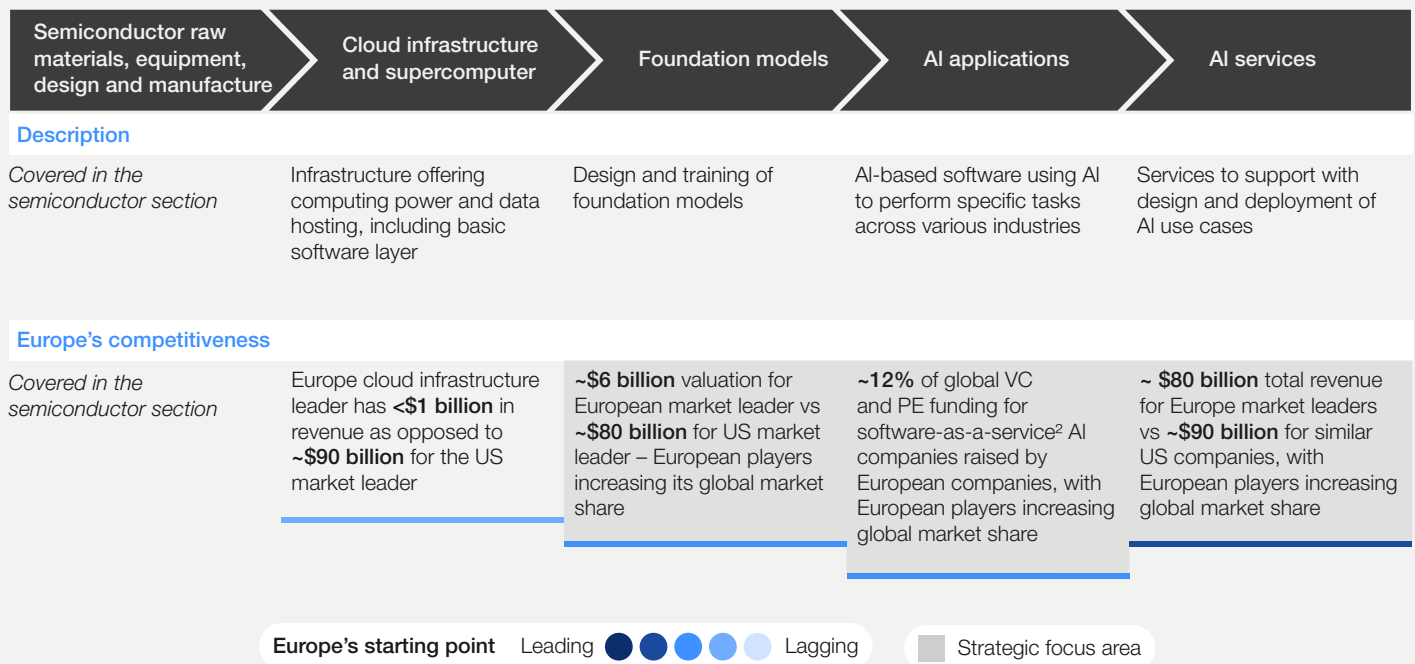 Semiconductor raw
materials, equipment,
design and manufacture
Cloud infrastructure
and supercomputer
Foundation models
AI applications
AI services
Description
Covered in the
semiconductor section
Infrastructure offering
computing power and data
hosting, including basic
software layer
Design and training of
foundation models
AI-based software using AI
to perform specific tasks
across various industries
Services to support with
design and deployment of
AI use cases
Europe's competitiveness
Covered in the
semiconductor section
Europe cloud infrastructure
leader has <$1 billion in
revenue as opposed to
~$90 billion for the US
market leader
~$6 billion valuation for
European market leader vs
~$80 billion for US market
leader – European players
increasing its global market
share
~12% of global VC
and PE funding for
software-as-a-service² AI
companies raised by
European companies, with
European players increasing
global market share
~ $80 billion total revenue
for Europe market leaders
vs ~$90 billion for similar
US companies, with
European players increasing
global market share
Europe's starting point Leading Lagging
Strategic focus area